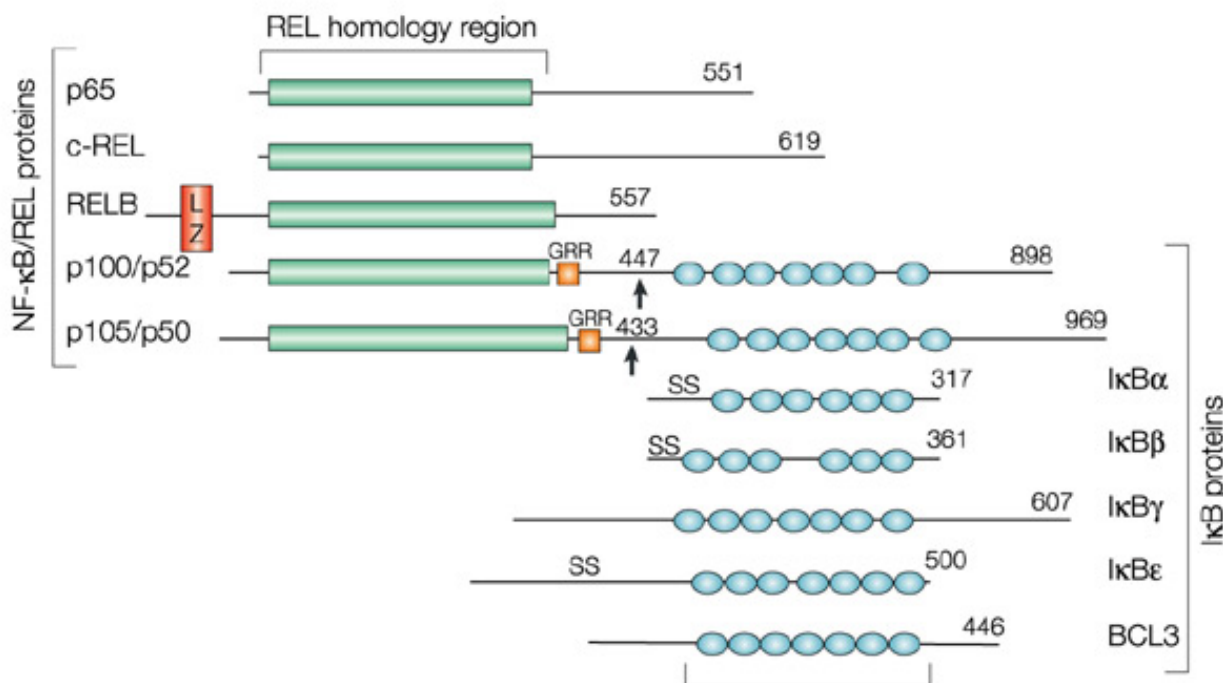 REL homology region
NF-κB/REL proteins
p65
551
c-REL
619
RELB
L
Z
557
p100/p52
GRR
447
898
p105/p50
GRR
433
969
SS
317
IκBα
SS
361
IκBβ
607
IκBγ
SS
500
IκBε
446
BCL3
IκB proteins